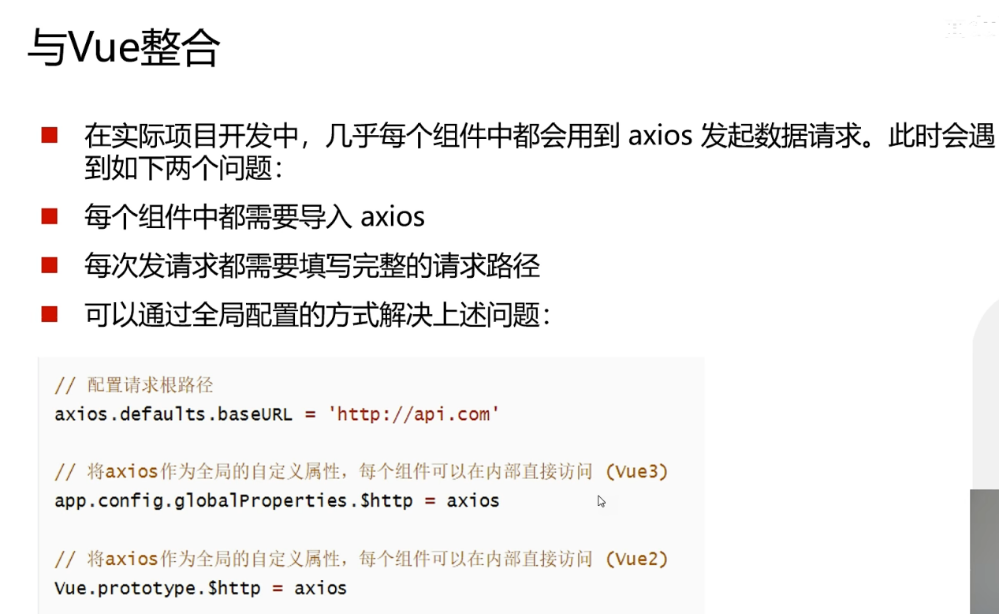 与Vue整合
在实际项目开发中，几乎每个组件中都会用到 axios 发起数据请求。此时会遇
到如下两个问题：
每个组件中都需要导入 axios
每次发请求都需要填写完整的请求路径
可以通过全局配置的方式解决上述问题：
// 配置请求根路径
axios.defaults.baseURL = 'http://api.com'
// 将axios作为全局的自定义属性，每个组件可以在内部直接访问 (Vue3)
app.config.globalProperties.$http = axios
// 将axios作为全局的自定义属性，每个组件可以在内部直接访问 (Vue2)
Vue.prototype.$http = axios